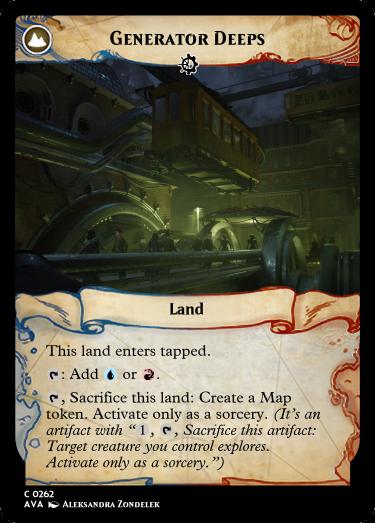 Generator Deeps
Land
This land enters tapped.
: Add or .
, Sacrifice this land: Create a Map
token. Activate only as a sorcery. (It's an
artifact with “1, , Sacrifice this artifact:
Target creature you control explores.
Activate only as a sorcery.”)
C 0262
AVA Aleksandra Zondelek